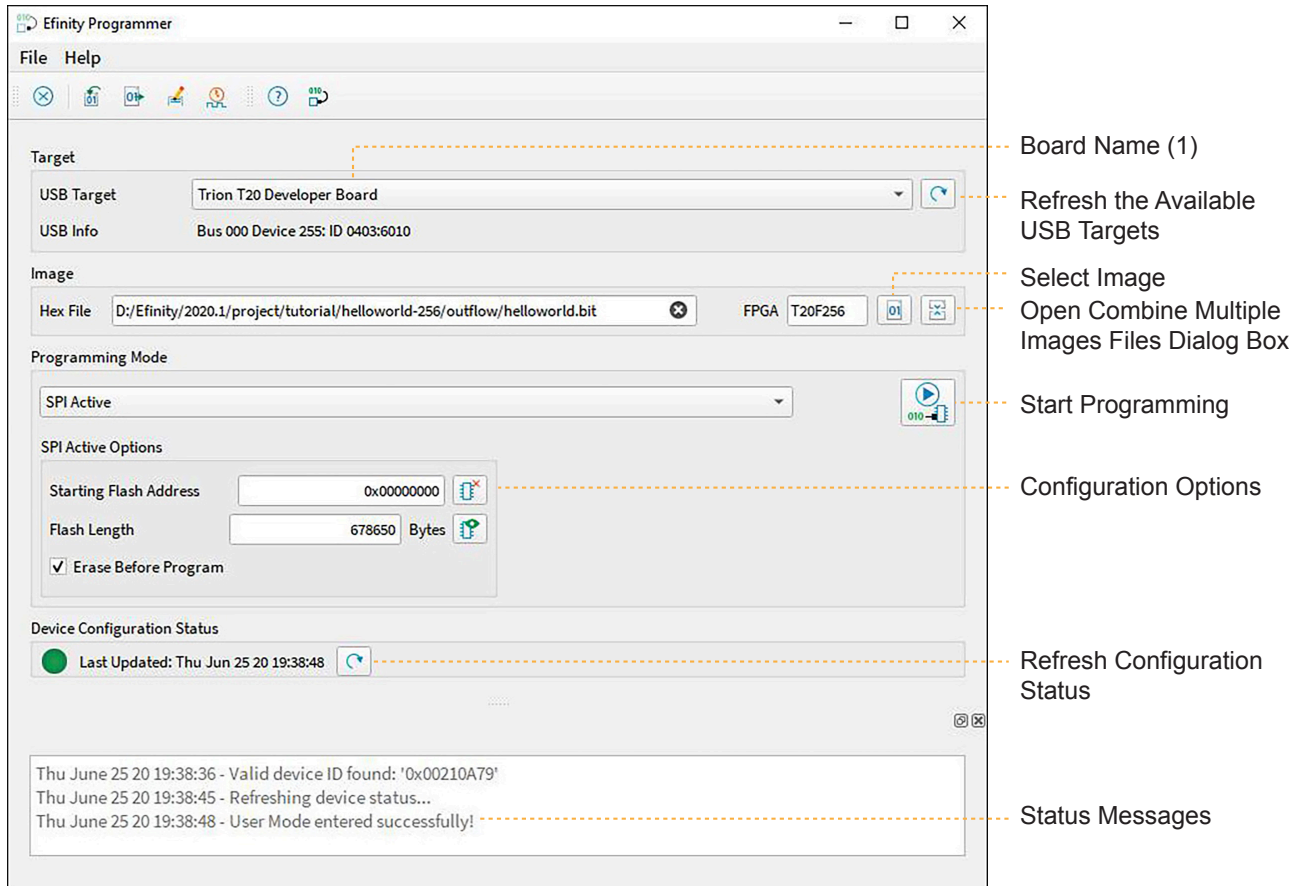 Efinity Programmer
File Help
Target
Board Name (1)
USB Target Trion T20 Developer Board
Refresh the Available
USB Targets
USB Info Bus 000 Device 255: ID 0403:6010
Image
Select Image
Hex File D:/Efinity/2020.1/project/tutorial/helloworld-256/outflow/helloworld.bit FPGA T20F256 01
Open Combine Multiple
Images Files Dialog Box
Programming Mode
SPI Active
010
Start Programming
SPI Active Options
Starting Flash Address 0x00000000
Configuration Options
Flash Length 678650 Bytes
Erase Before Program
Device Configuration Status
Last Updated: Thu Jun 25 20 19:38:48
Refresh Configuration
Status
Thu June 25 20 19:38:36 - Valid device ID found: '0x00210A79'
Thu June 25 20 19:38:45 - Refreshing device status...
Thu June 25 20 19:38:48 - User Mode entered successfully!
Status Messages